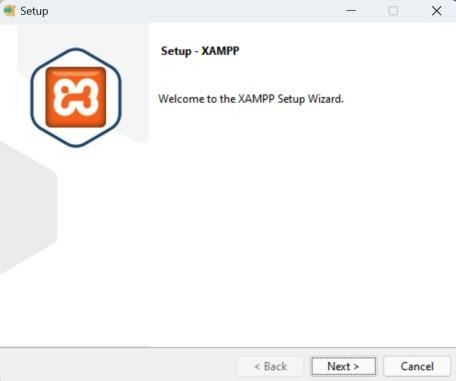 Setup
Setup - XAMPP
Welcome to the XAMPP Setup Wizard.
< Back
Next >
Cancel